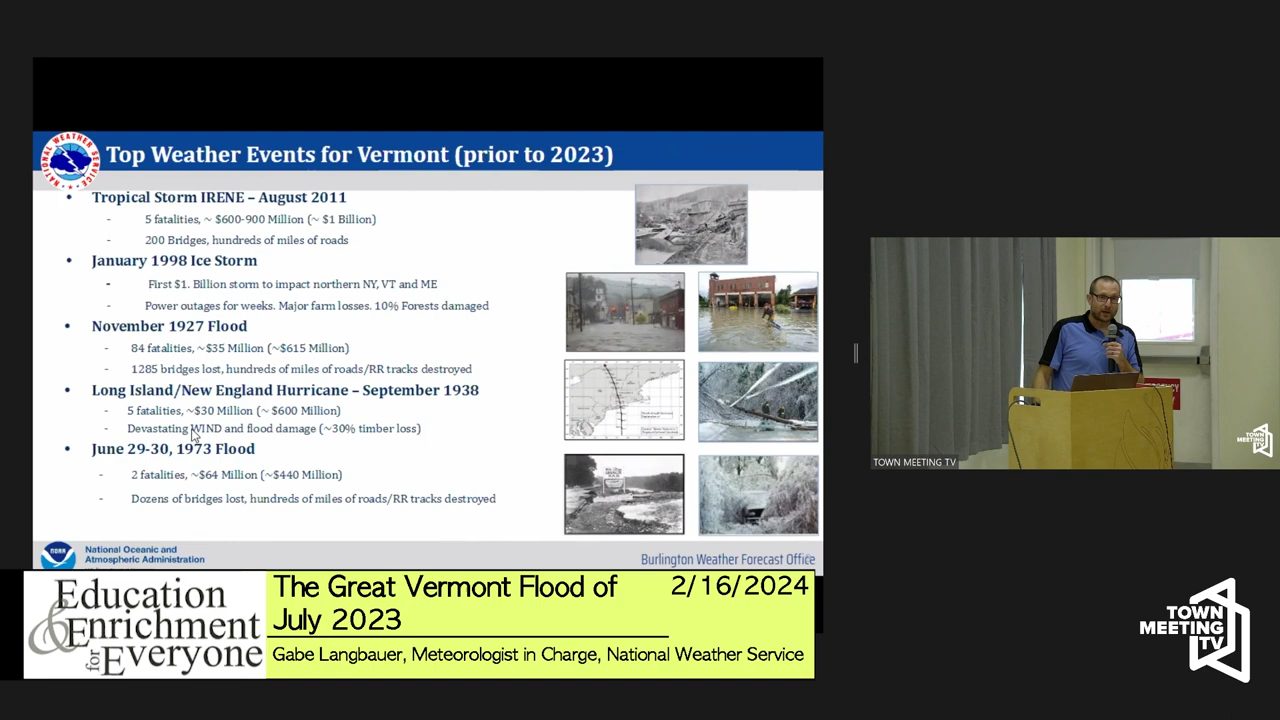 NATIONAL WEATHER SERVICE
Top Weather Events for Vermont (prior to 2023)
• Tropical Storm IRENE – August 2011
- 5 fatalities, ~ $600-900 Million (~ $1 Billion)
- 200 Bridges, hundreds of miles of roads
• January 1998 Ice Storm
- First $1. Billion storm to impact northern NY, VT and ME
- Power outages for weeks. Major farm losses. 10% Forests damaged
• November 1927 Flood
- 84 fatalities, ~$35 Million (~$615 Million)
- 1285 bridges lost, hundreds of miles of roads/RR tracks destroyed
• Long Island/New England Hurricane – September 1938
- 5 fatalities, ~$30 Million (~ $600 Million)
- Devastating WIND and flood damage (~30% timber loss)
• June 29-30, 1973 Flood
- 2 fatalities, ~$64 Million (~$440 Million)
- Dozens of bridges lost, hundreds of miles of roads/RR tracks destroyed
NOAA
National Oceanic and
Atmospheric Administration
Burlington Weather Forecast Office
Education
& Enrichment
for Everyone
The Great Vermont Flood of
July 2023
2/16/2024
Gabe Langbauer, Meteorologist in Charge, National Weather Service
TOWN MEETING TV
TOWN
MEETING
TV
TOWN
MEETING
TV